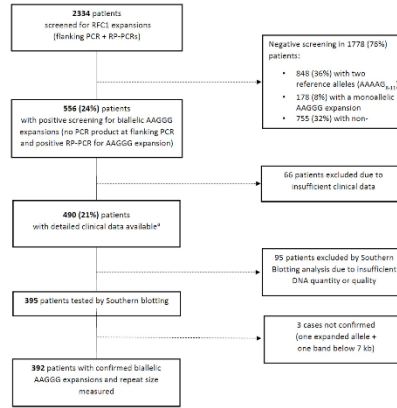 2334 patients
screened for RFC1 expansions
(flanking PCR + RP-PCRs)
Negative screening in 1778 (76%)
patients:
• 848 (36%) with two
reference alleles (AAAAG
• 178 (8%) with a monoallelic
AAGGG expansion
• 755 (32%) with non-
556 (24%) patients
with positive screening for biallelic AAGGG
expansions (no PCR product at flanking PCR
and positive RP-PCR for AAGGG expansion)
66 patients excluded due to
insufficient clinical data
490 (21%) patients
with detailed clinical data availableᵃ
95 patients excluded by Southern
Blotting analysis due to insufficient
DNA quantity or quality
395 patients tested by Southern blotting
3 cases not confirmed
(one expanded allele +
one band below 7 kb)
392 patients with confirmed biallelic
AAGGG expansions and repeat size
measured